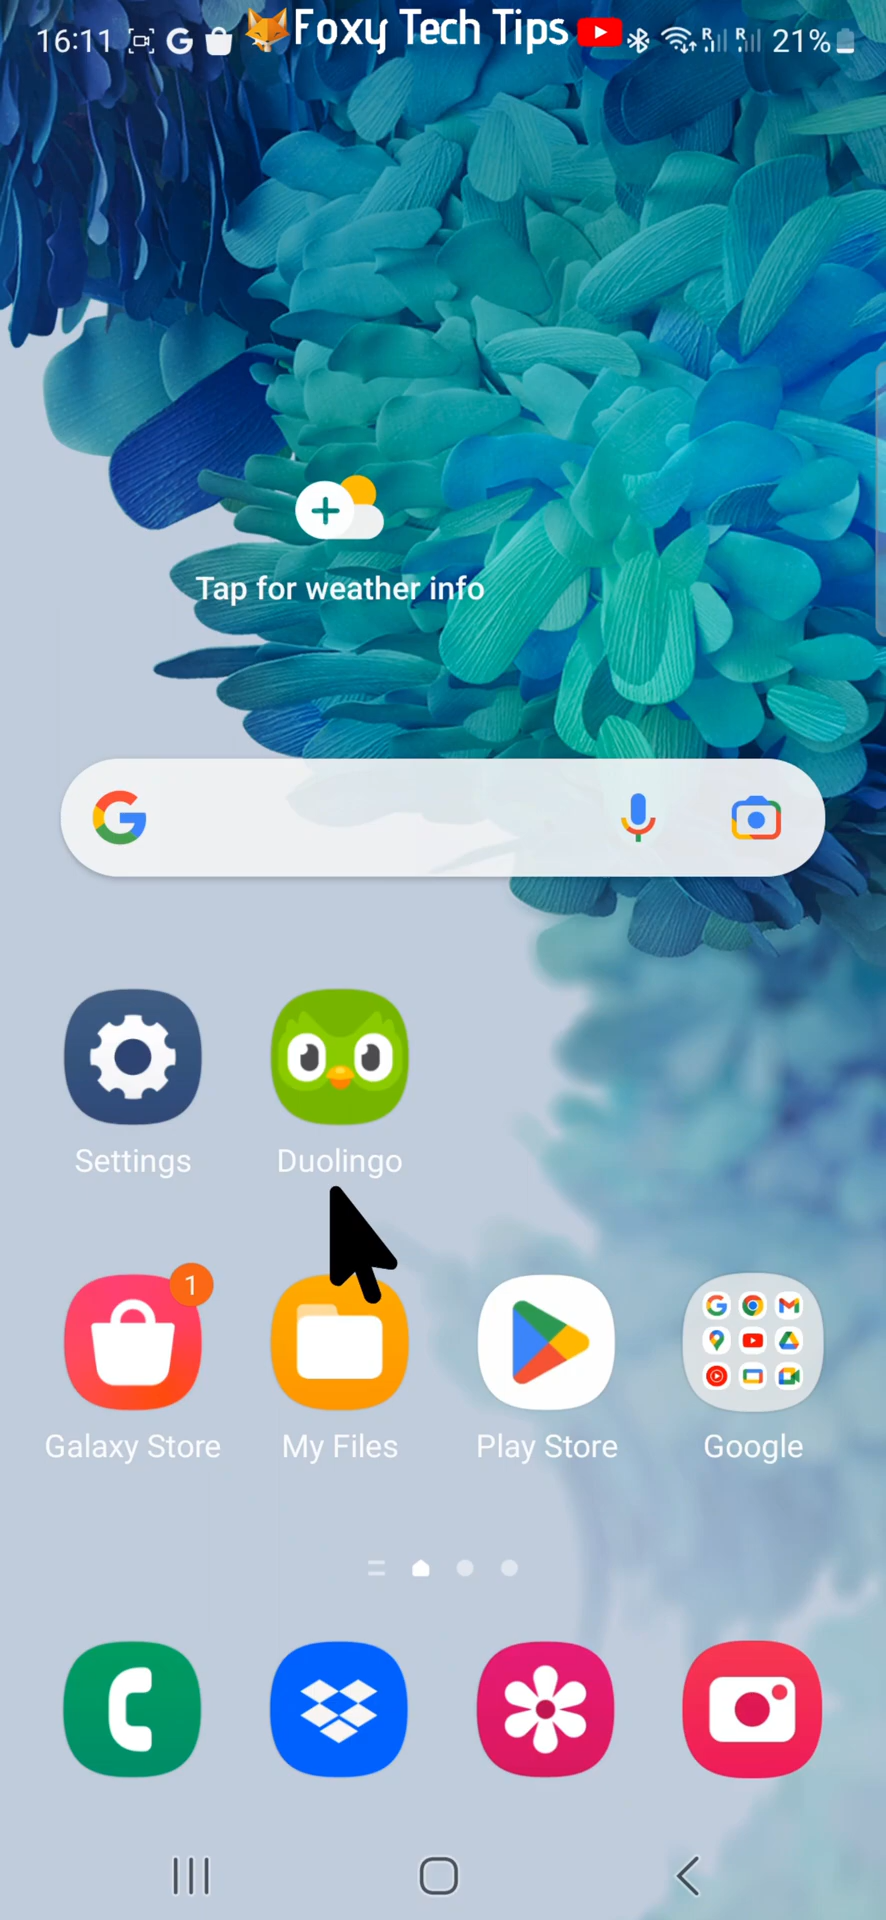 16:11 Foxy Tech Tips 21%
Tap for weather info
Settings Duolingo
1
Galaxy Store My Files Play Store Google